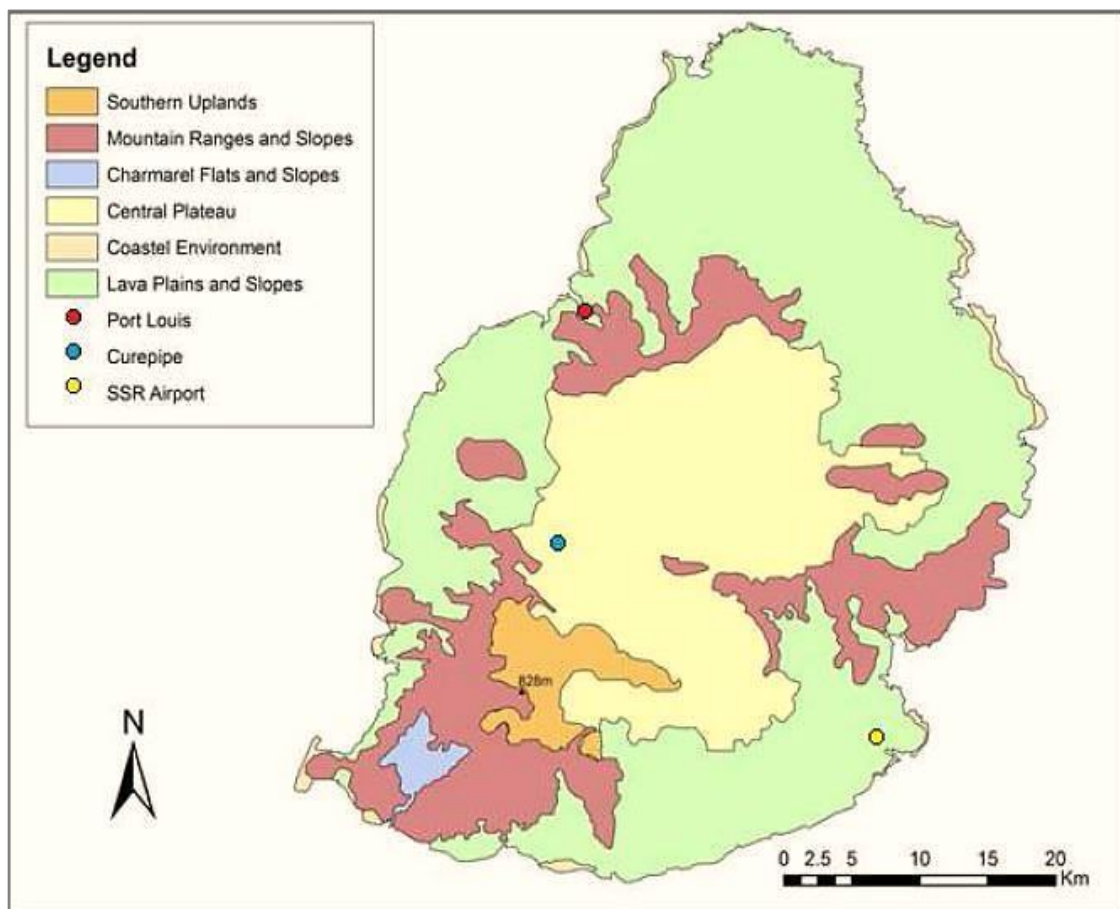 Legend
Southern Uplands
Mountain Ranges and Slopes
Charmarel Flats and Slopes
Central Plateau
Coastel Environment
Lava Plains and Slopes
Port Louis
Curepipe
SSR Airport
828m
N
0 2.5 5 10 15 20
Km